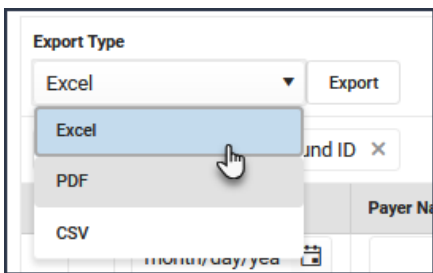 Export Type
Excel
Export
Excel
und ID ×
PDF
Payer Na
CSV
month/day/yea